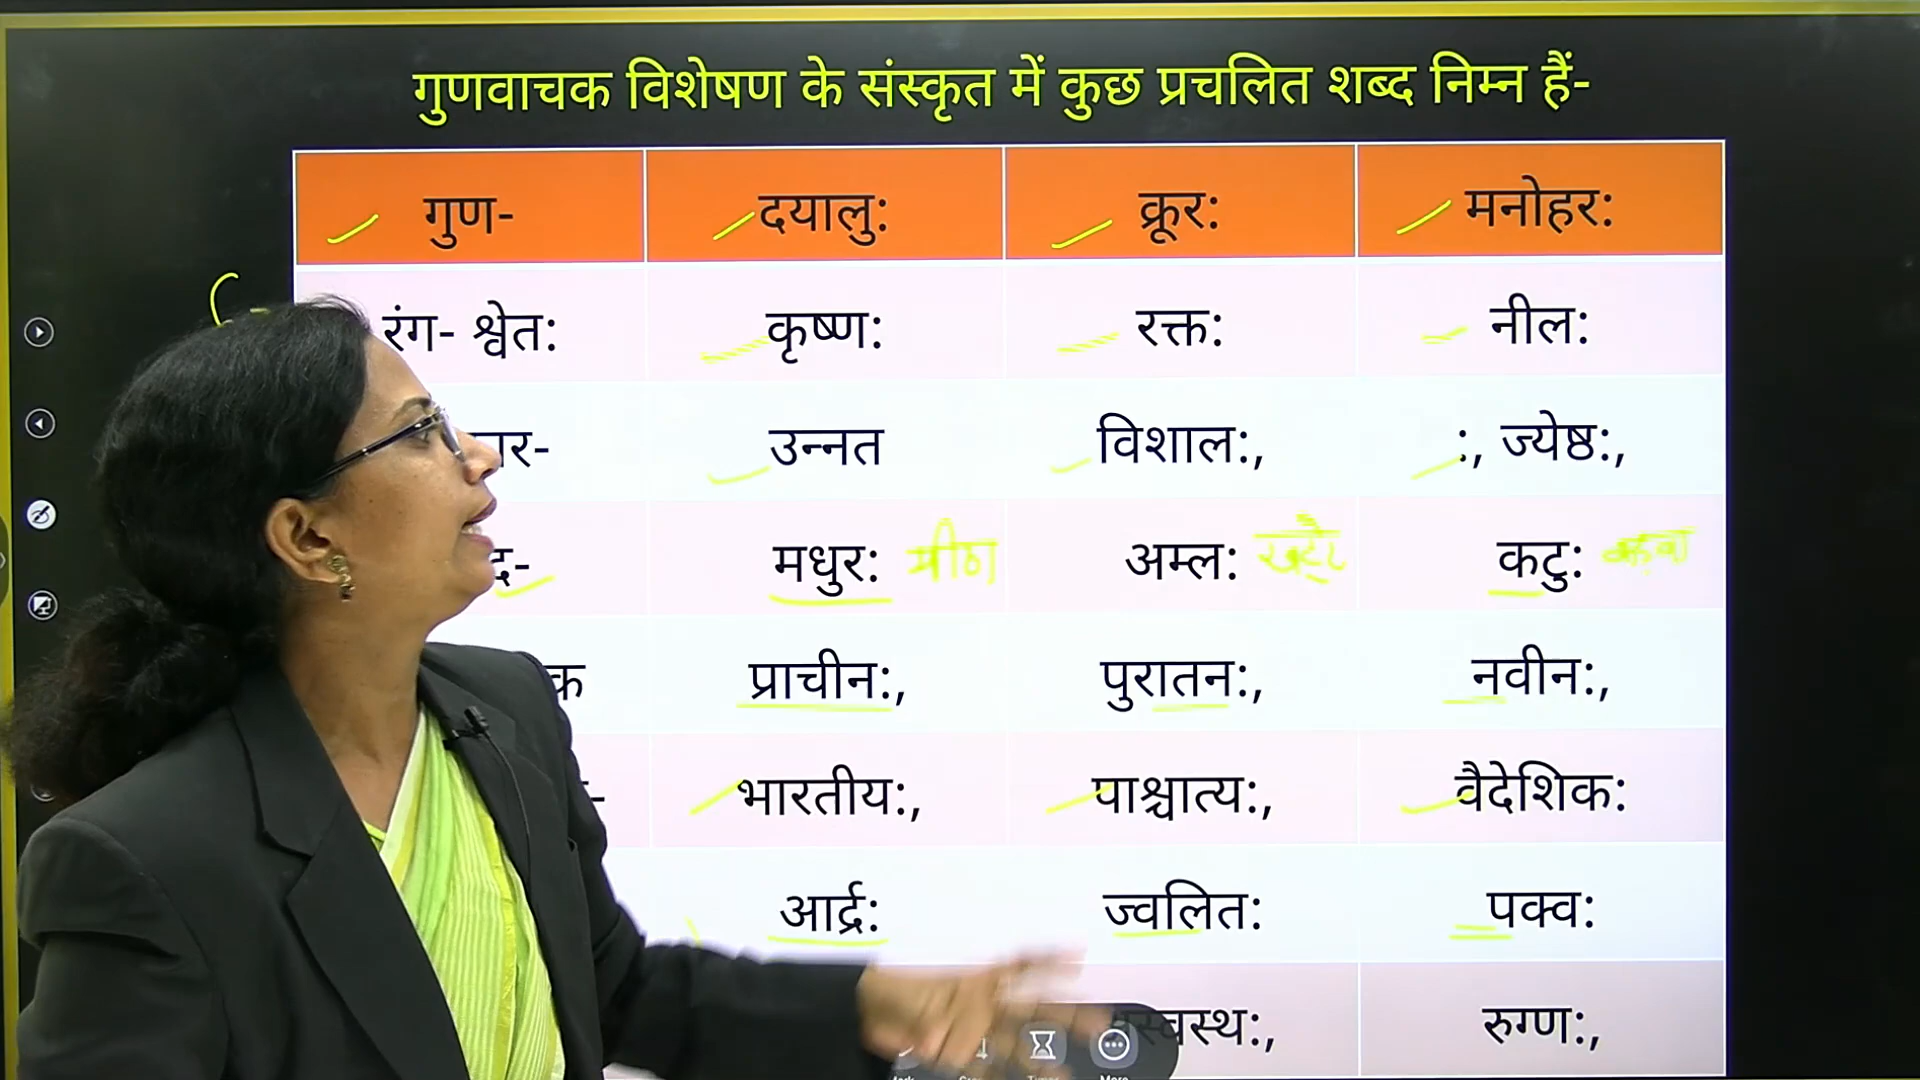 गुणवाचक विशेषण के संस्कृत में कुछ प्रचलित शब्द निम्न हैं-
गुण- दयालु: क्रूर: मनोहर:
रंग- श्वेत: कृष्ण: रक्त: नील:
उन्नत विशाल:, :, ज्येष्ठ:,
मधुर: मीठा अम्ल: कटु: कड़वा
प्राचीन:, पुरातन:, नवीन:,
भारतीय:, पाश्चात्य:, वैदेशिक:
आर्द्र: ज्वलित: पक्व:
रुग्ण:,
More